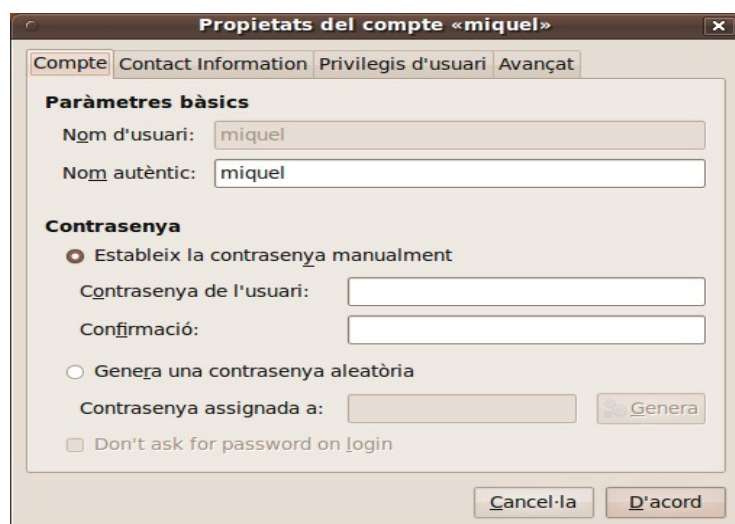 Propietats del compte «miquel»
Compte Contact Information Privilegis d'usuari Avançat
Paràmetres bàsics
Nom d'usuari: miquel
Nom autèntic: miquel
Contrasenya
Estableix la contrasenya manualment
Contrasenya de l'usuari:
Confirmació:
Genera una contrasenya aleatòria
Contrasenya assignada a: Genera
Don't ask for password on login
Cancel·la D'acord